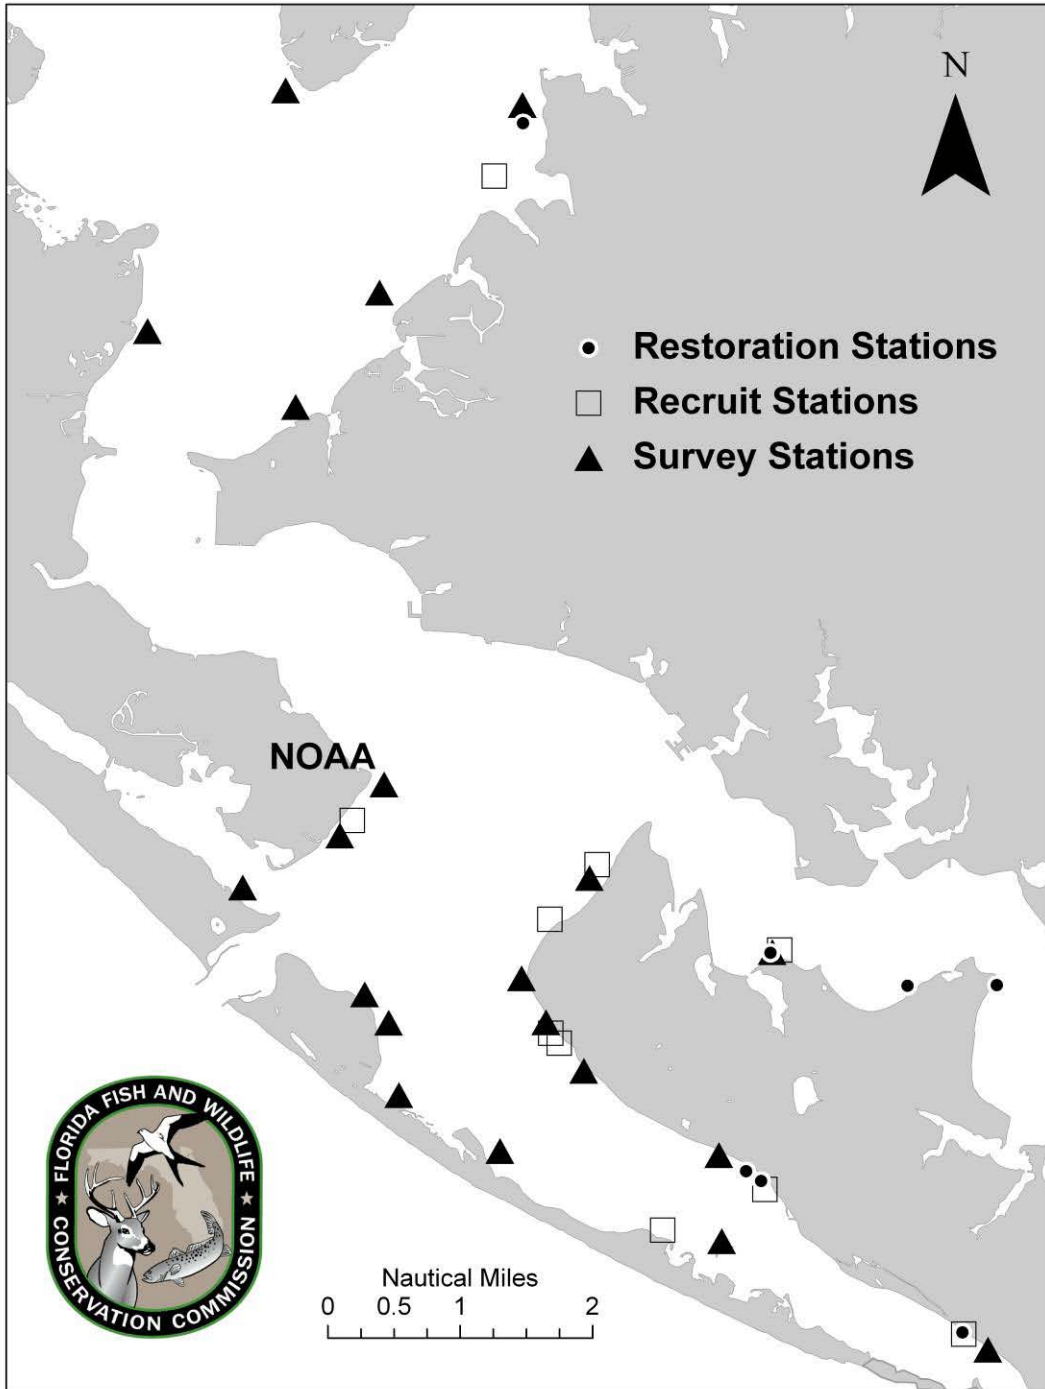 N
Restoration Stations
Recruit Stations
Survey Stations
NOAA
FLORIDA FISH AND WILDLIFE
CONSERVATION COMMISSION
Nautical Miles
0 0.5 1 2